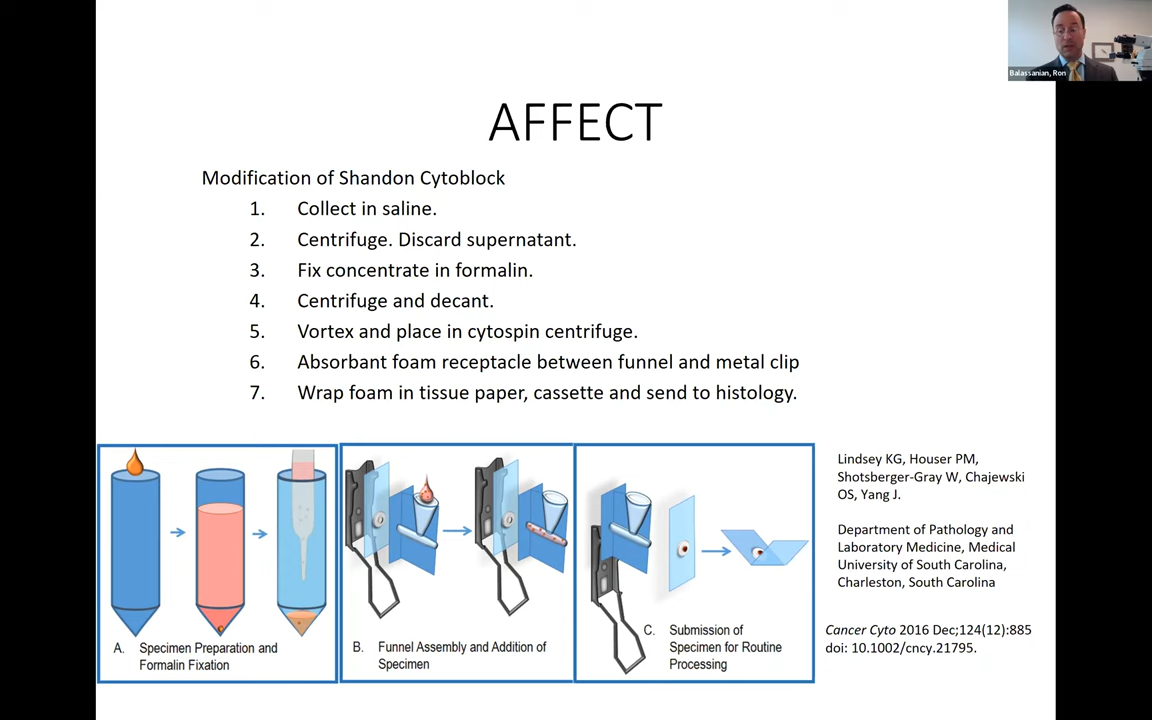 Balassanian, Ron
AFFECT
Modification of Shandon Cytoblock
1. Collect in saline.
2. Centrifuge. Discard supernatant.
3. Fix concentrate in formalin.
4. Centrifuge and decant.
5. Vortex and place in cytospin centrifuge.
6. Absorbant foam receptacle between funnel and metal clip
7. Wrap foam in tissue paper, cassette and send to histology.
A. Specimen Preparation and
Formalin Fixation
B. Funnel Assembly and Addition of
Specimen
C. Submission of
Specimen for Routine
Processing
Lindsey KG, Houser PM,
Shotsberger-Gray W, Chajewski
OS, Yang J.
Department of Pathology and
Laboratory Medicine, Medical
University of South Carolina,
Charleston, South Carolina
Cancer Cyto 2016 Dec;124(12):885
doi: 10.1002/cncy.21795.